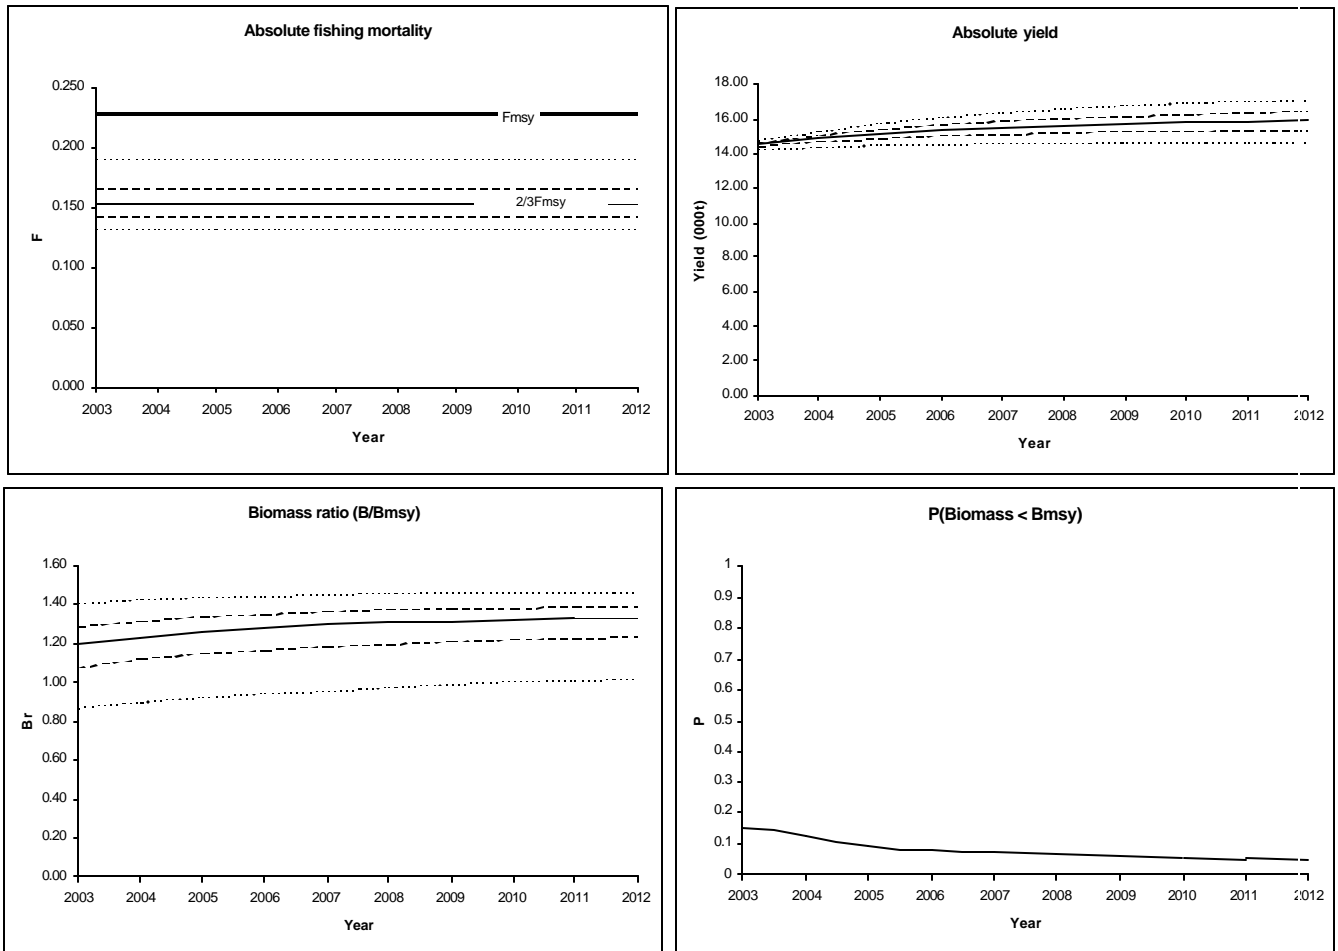 Absolute fishing mortality
0.250
0.200
0.150
0.100
0.050
0.000
F
Fmsy
2/3Fmsy
2003 2004 2005 2006 2007 2008 2009 2010 2011 2012
Year
Absolute yield
18.00
16.00
14.00
12.00
10.00
8.00
6.00
4.00
2.00
0.00
Yield (000t)
2003 2004 2005 2006 2007 2008 2009 2010 2011 2012
Year
Biomass ratio (B/Bmsy)
1.60
1.40
1.20
1.00
0.80
0.60
0.40
0.20
0.00
Br
2003 2004 2005 2006 2007 2008 2009 2010 2011 2012
Year
P(Biomass < Bmsy)
1
0.9
0.8
0.7
0.6
0.5
0.4
0.3
0.2
0.1
0
P
2003 2004 2005 2006 2007 2008 2009 2010 2011 2012
Year